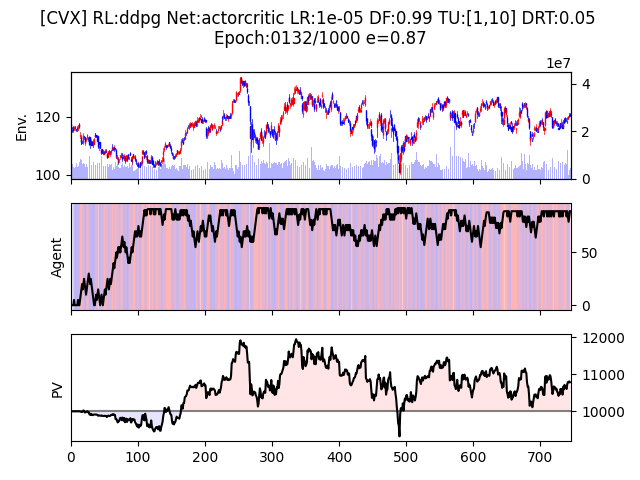 [CVX] RL:ddpg Net:actorcritic LR:1e-05 DF:0.99 TU:[1,10] DRT:0.05
Epoch:0132/1000 e=0.87
1e7
Env.
120
100
4
2
0
Agent
50
0
PV
12000
11000
10000
0 100 200 300 400 500 600 700